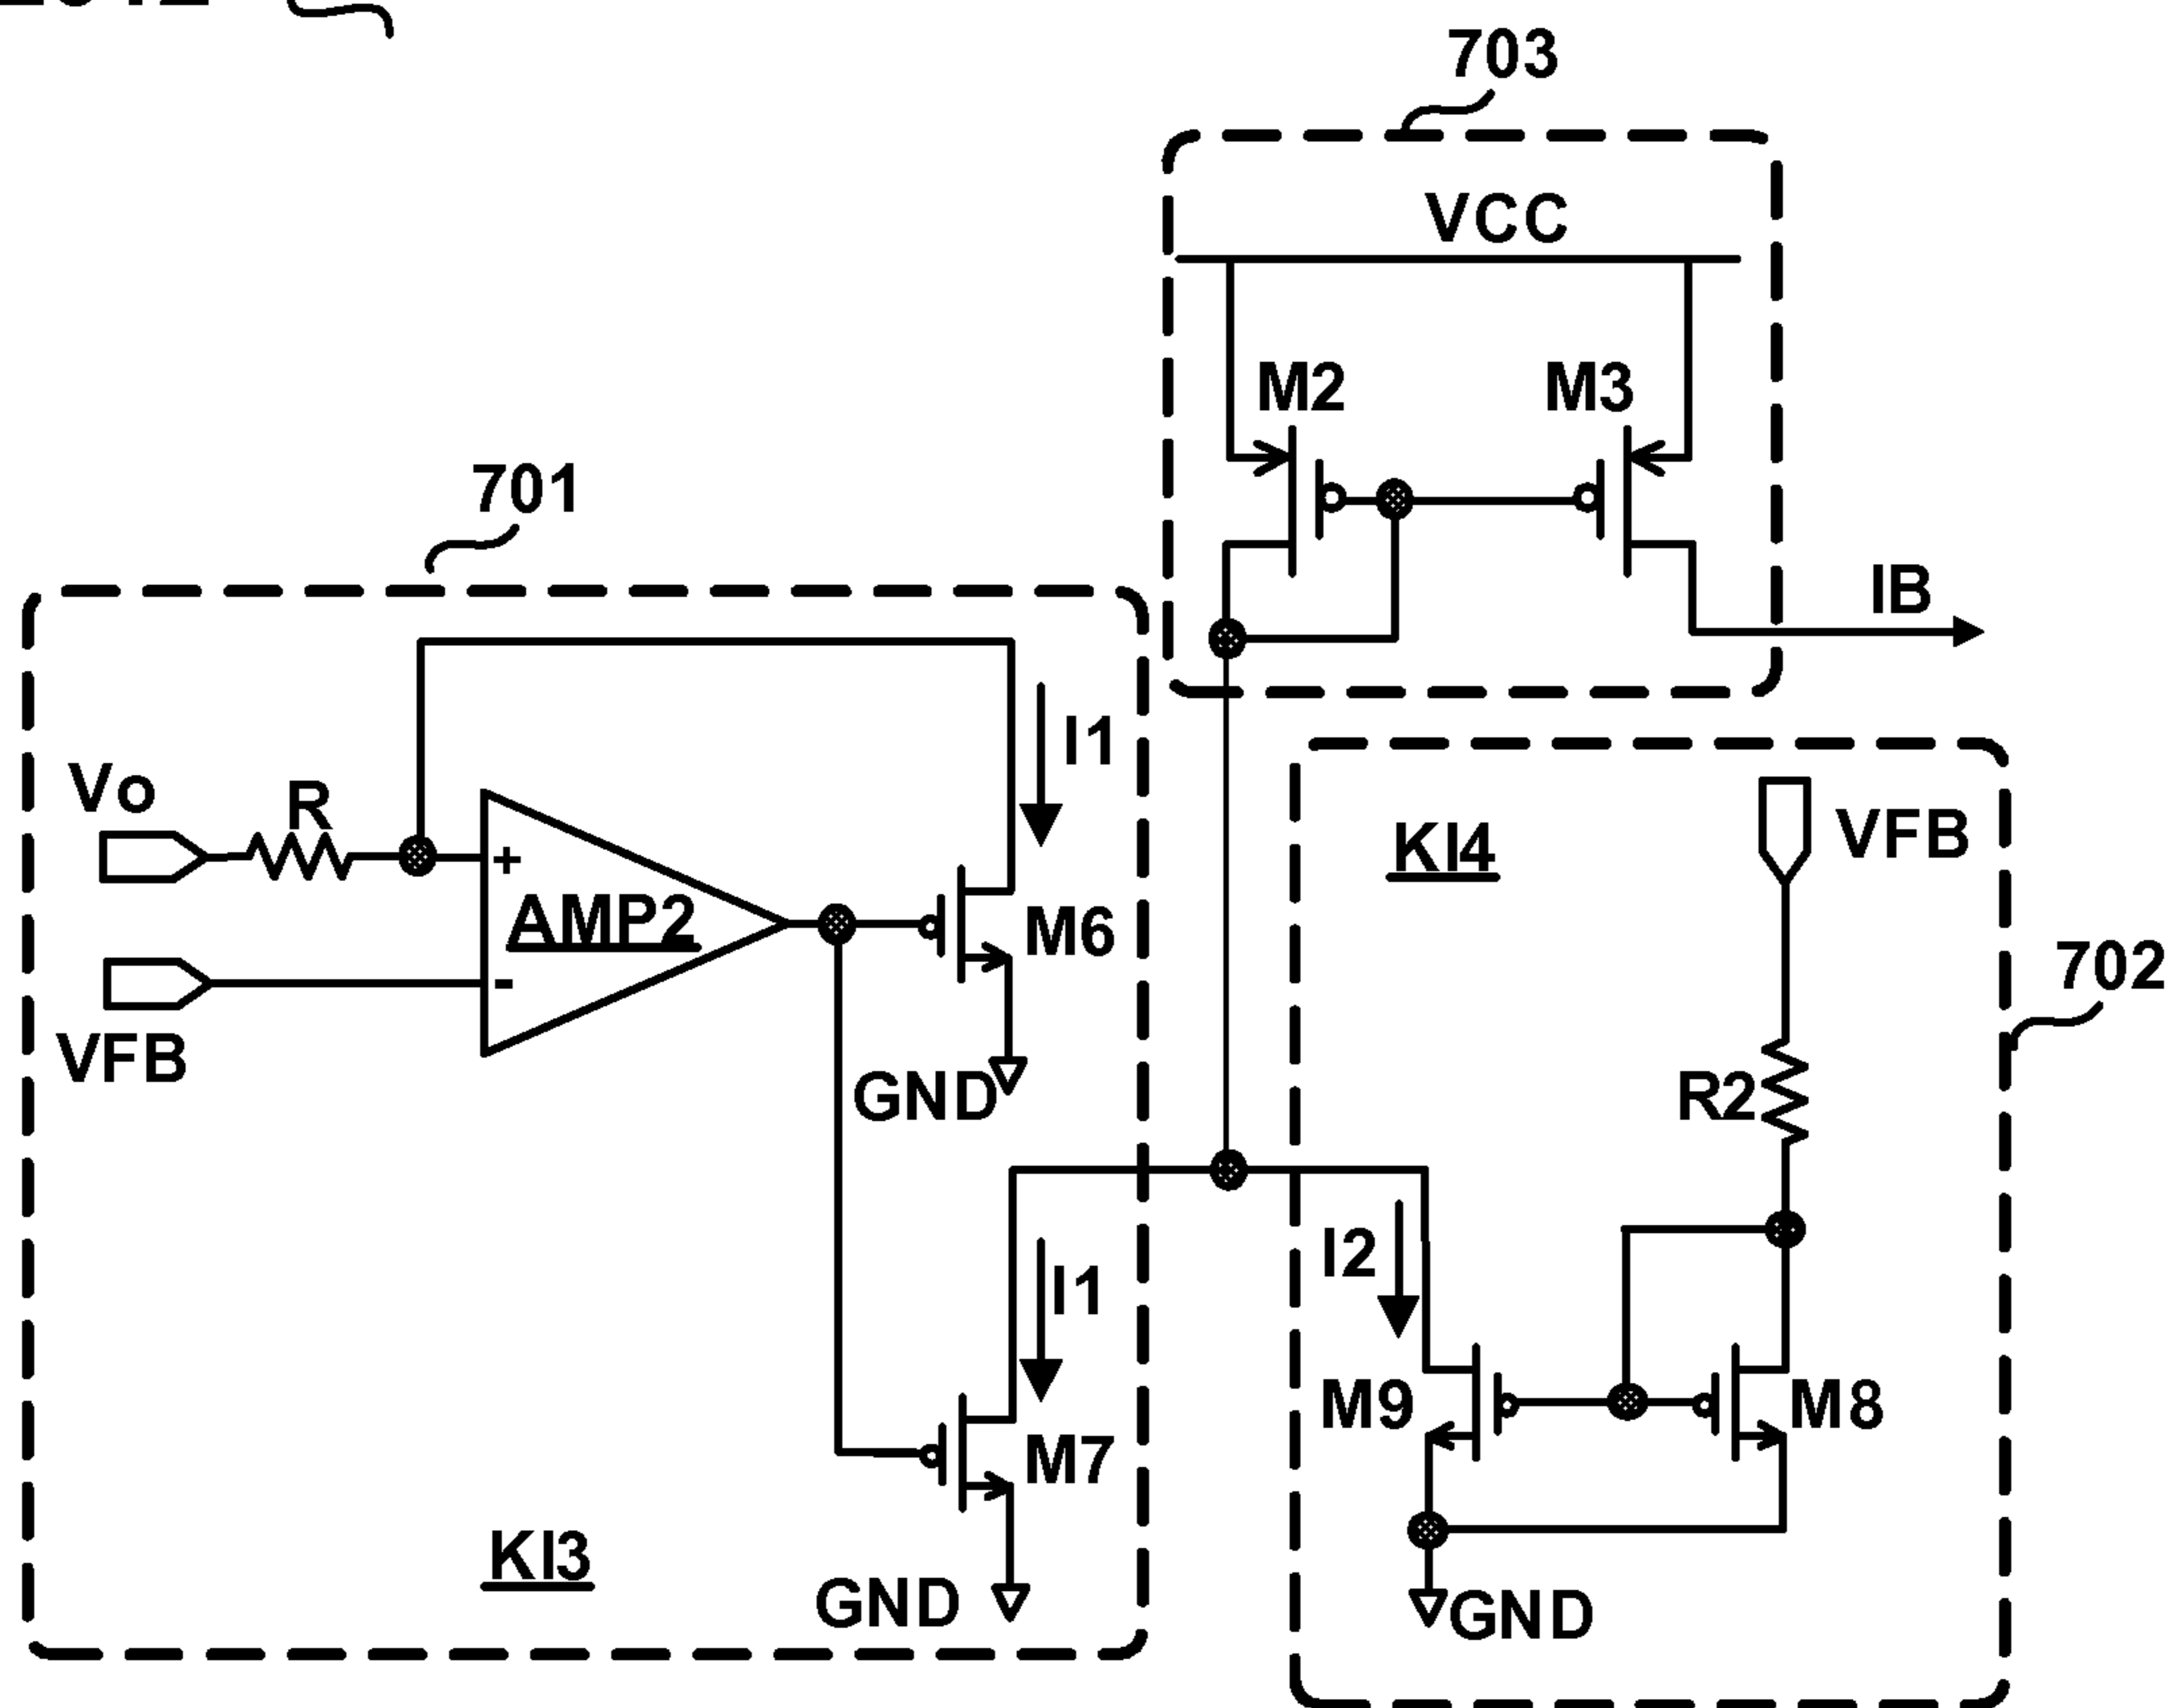 703
VCC
M2
M3
701
IB
I1
Vo
R
KI4
VFB
+
AMP2
M6
702
-
VFB
GND
R2
I2
I1
M9
M8
M7
KI3
GND
GND